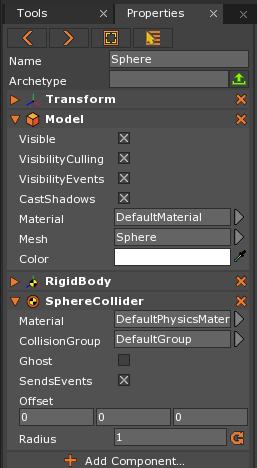 Tools Properties
Name Sphere
Archetype
Transform
Model
Visible
VisibilityCulling
VisibilityEvents
CastShadows
Material DefaultMaterial
Mesh Sphere
Color
RigidBody
SphereCollider
Material DefaultPhysicsMater
CollisionGroup DefaultGroup
Ghost
SendsEvents
Offset
0 0 0
Radius 1
Add Component...